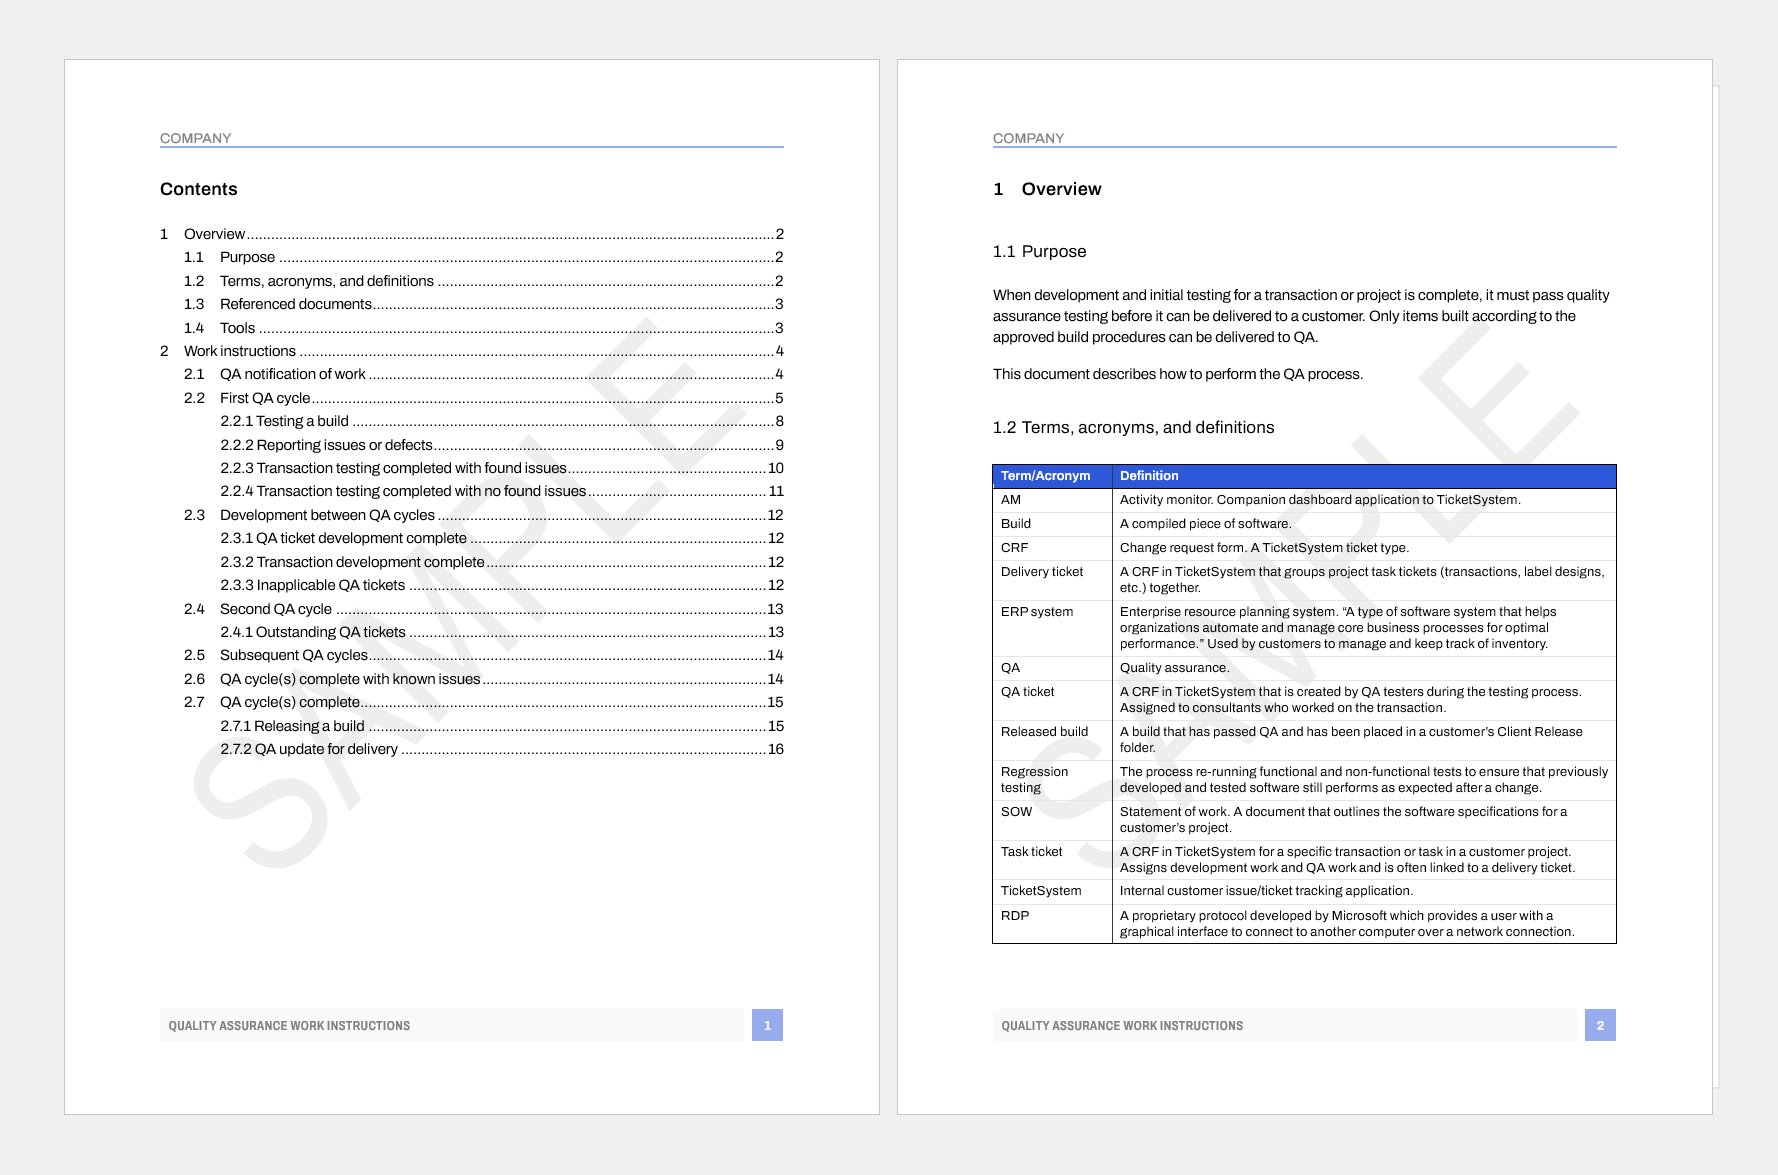 COMPANY
Contents
1 Overview 2
1.1 Purpose 2
1.2 Terms, acronyms, and definitions 2
1.3 Referenced documents 3
1.4 Tools 3
2 Work instructions 4
2.1 QA notification of work 4
2.2 First QA cycle 5
2.2.1 Testing a build 8
2.2.2 Reporting issues or defects 9
2.2.3 Transaction testing completed with found issues 10
2.2.4 Transaction testing completed with no found issues 11
2.3 Development between QA cycles 12
2.3.1 QA ticket development complete 12
2.3.2 Transaction development complete 12
2.3.3 Inapplicable QA tickets 12
2.4 Second QA cycle 13
2.4.1 Outstanding QA tickets 13
2.5 Subsequent QA cycles 14
2.6 QA cycle(s) complete with known issues 14
2.7 QA cycle(s) complete 15
2.7.1 Releasing a build 15
2.7.2 QA update for delivery 16
SAMPLE
QUALITY ASSURANCE WORK INSTRUCTIONS 1
COMPANY
1 Overview
1.1 Purpose
When development and initial testing for a transaction or project is complete, it must pass quality
assurance testing before it can be delivered to a customer. Only items built according to the
approved build procedures can be delivered to QA.
This document describes how to perform the QA process.
1.2 Terms, acronyms, and definitions
Term/Acronym Definition
AM Activity monitor. Companion dashboard application to TicketSystem.
Build A compiled piece of software.
CRF Change request form. A TicketSystem ticket type.
Delivery ticket A CRF in TicketSystem that groups project task tickets (transactions, label designs,
etc.) together.
ERP system Enterprise resource planning system. “A type of software system that helps
organizations automate and manage core business processes for optimal
performance.” Used by customers to manage and keep track of inventory.
QA Quality assurance.
QA ticket A CRF in TicketSystem that is created by QA testers during the testing process.
Assigned to consultants who worked on the transaction.
Released build A build that has passed QA and has been placed in a customer’s Client Release
folder.
Regression The process re-running functional and non-functional tests to ensure that previously
testing developed and tested software still performs as expected after a change.
SOW Statement of work. A document that outlines the software specifications for a
customer’s project.
Task ticket A CRF in TicketSystem for a specific transaction or task in a customer project.
Assigns development work and QA work and is often linked to a delivery ticket.
TicketSystem Internal customer issue/ticket tracking application.
RDP A proprietary protocol developed by Microsoft which provides a user with a
graphical interface to connect to another computer over a network connection.
SAMPLE
QUALITY ASSURANCE WORK INSTRUCTIONS 2